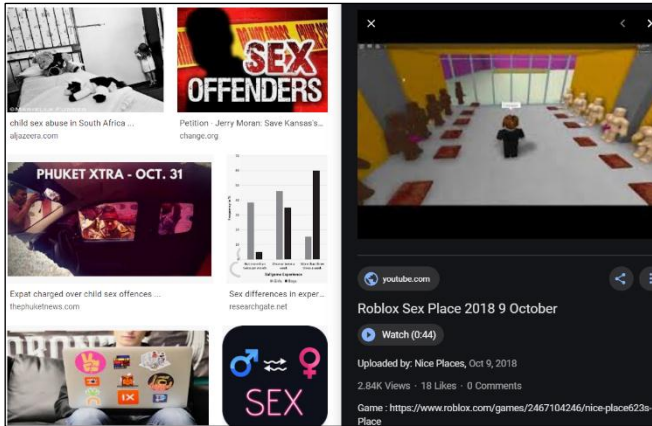 child sex abuse in South Africa ...
aljazeera.com
SEX
OFFENDERS
Petition · Jerry Moran: Save Kansas's...
change.org
PHUKET XTRA - OCT. 31
Expat charged over child sex offences ...
thephuketnews.com
Sex differences in exper...
researchgate.net
SEX
youtube.com
Roblox Sex Place 2018 9 October
Watch (0:44)
Uploaded by: Nice Places, Oct 9, 2018
2.84K Views · 18 Likes · 0 Comments
Game : https://www.roblox.com/games/2467104246/nice-place623s-
Place